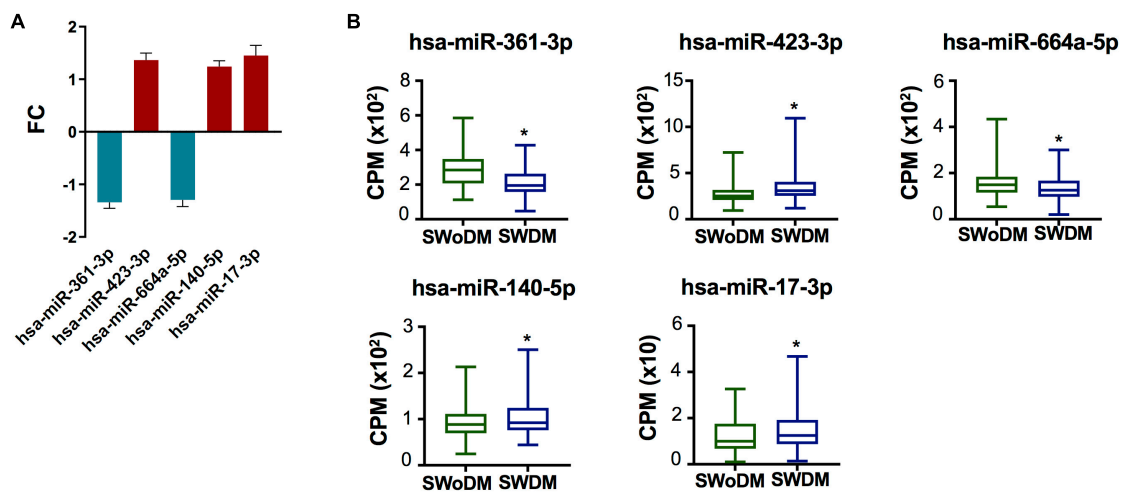 A
FC
2
1
0
-1
-2
hsa-miR-361-3p
hsa-miR-423-3p
hsa-miR-664a-5p
hsa-miR-140-5p
hsa-miR-17-3p
B
hsa-miR-361-3p
CPM (x10²)
8
6
4
2
0
*
SWoDM SWDM
hsa-miR-423-3p
CPM (x10²)
15
10
5
0
*
SWoDM SWDM
hsa-miR-664a-5p
CPM (x10²)
6
4
2
0
*
SWoDM SWDM
hsa-miR-140-5p
CPM (x10²)
3
2
1
0
*
SWoDM SWDM
hsa-miR-17-3p
CPM (x10)
6
4
2
0
*
SWoDM SWDM